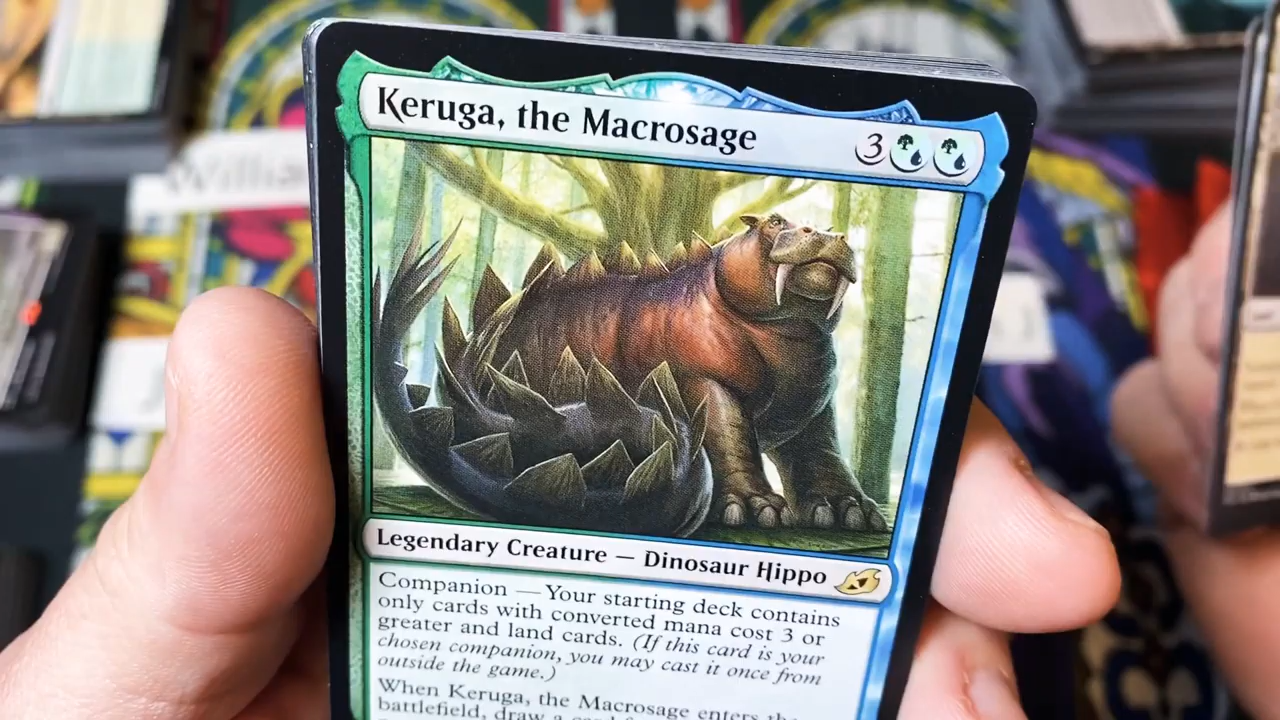 Keruga, the Macrosage 3
Legendary Creature — Dinosaur Hippo
Companion — Your starting deck contains
only cards with converted mana cost 3 or
greater and land cards. (If this card is your
chosen companion, you may cast it once from
outside the game.)
When Keruga, the Macrosage enters the
battlefield, draw a card